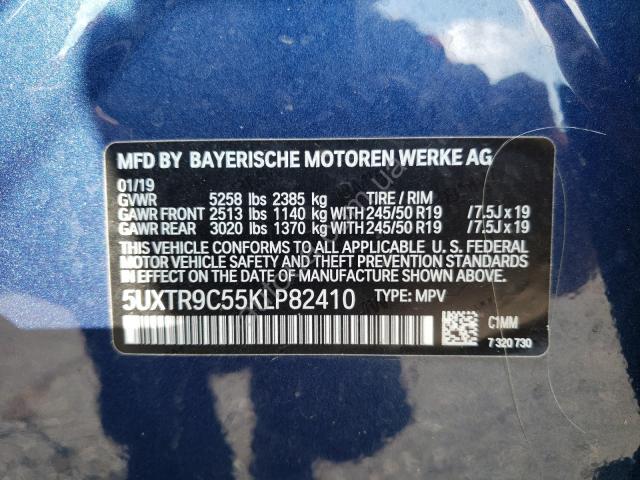 MFD BY BAYERISCHE MOTOREN WERKE AG
01/19
GVWR 5258 lbs 2385 kg TIRE / RIM
GAWR FRONT 2513 lbs 1140 kg WITH 245/50 R19 /7.5J x 19
GAWR REAR 3020 lbs 1370 kg WITH 245/50 R19 /7.5J x 19
THIS VEHICLE CONFORMS TO ALL APPLICABLE U. S. FEDERAL
MOTOR VEHICLE SAFETY AND THEFT PREVENTION STANDARDS
IN EFFECT ON THE DATE OF MANUFACTURE SHOWN ABOVE.
5UXTR9C55KLP82410 TYPE: MPV
C1MM
7 320 730